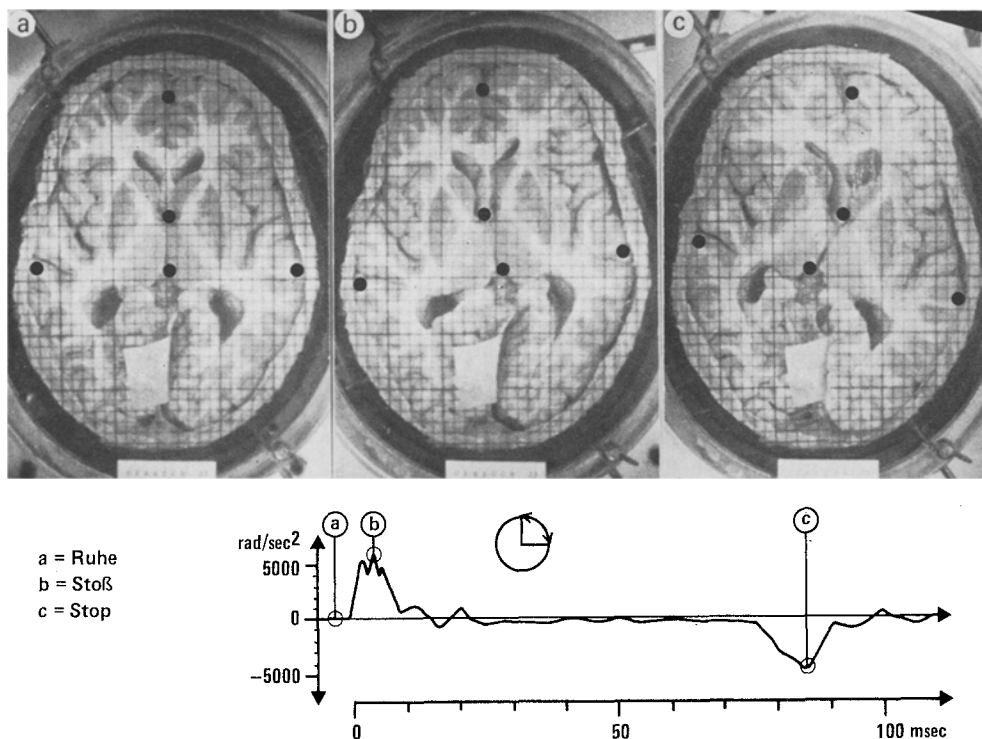 a b c
a = Ruhe
b = Stoß
c = Stop
a b c
rad/sec²
5000
0
−5000
0 50 100 msec